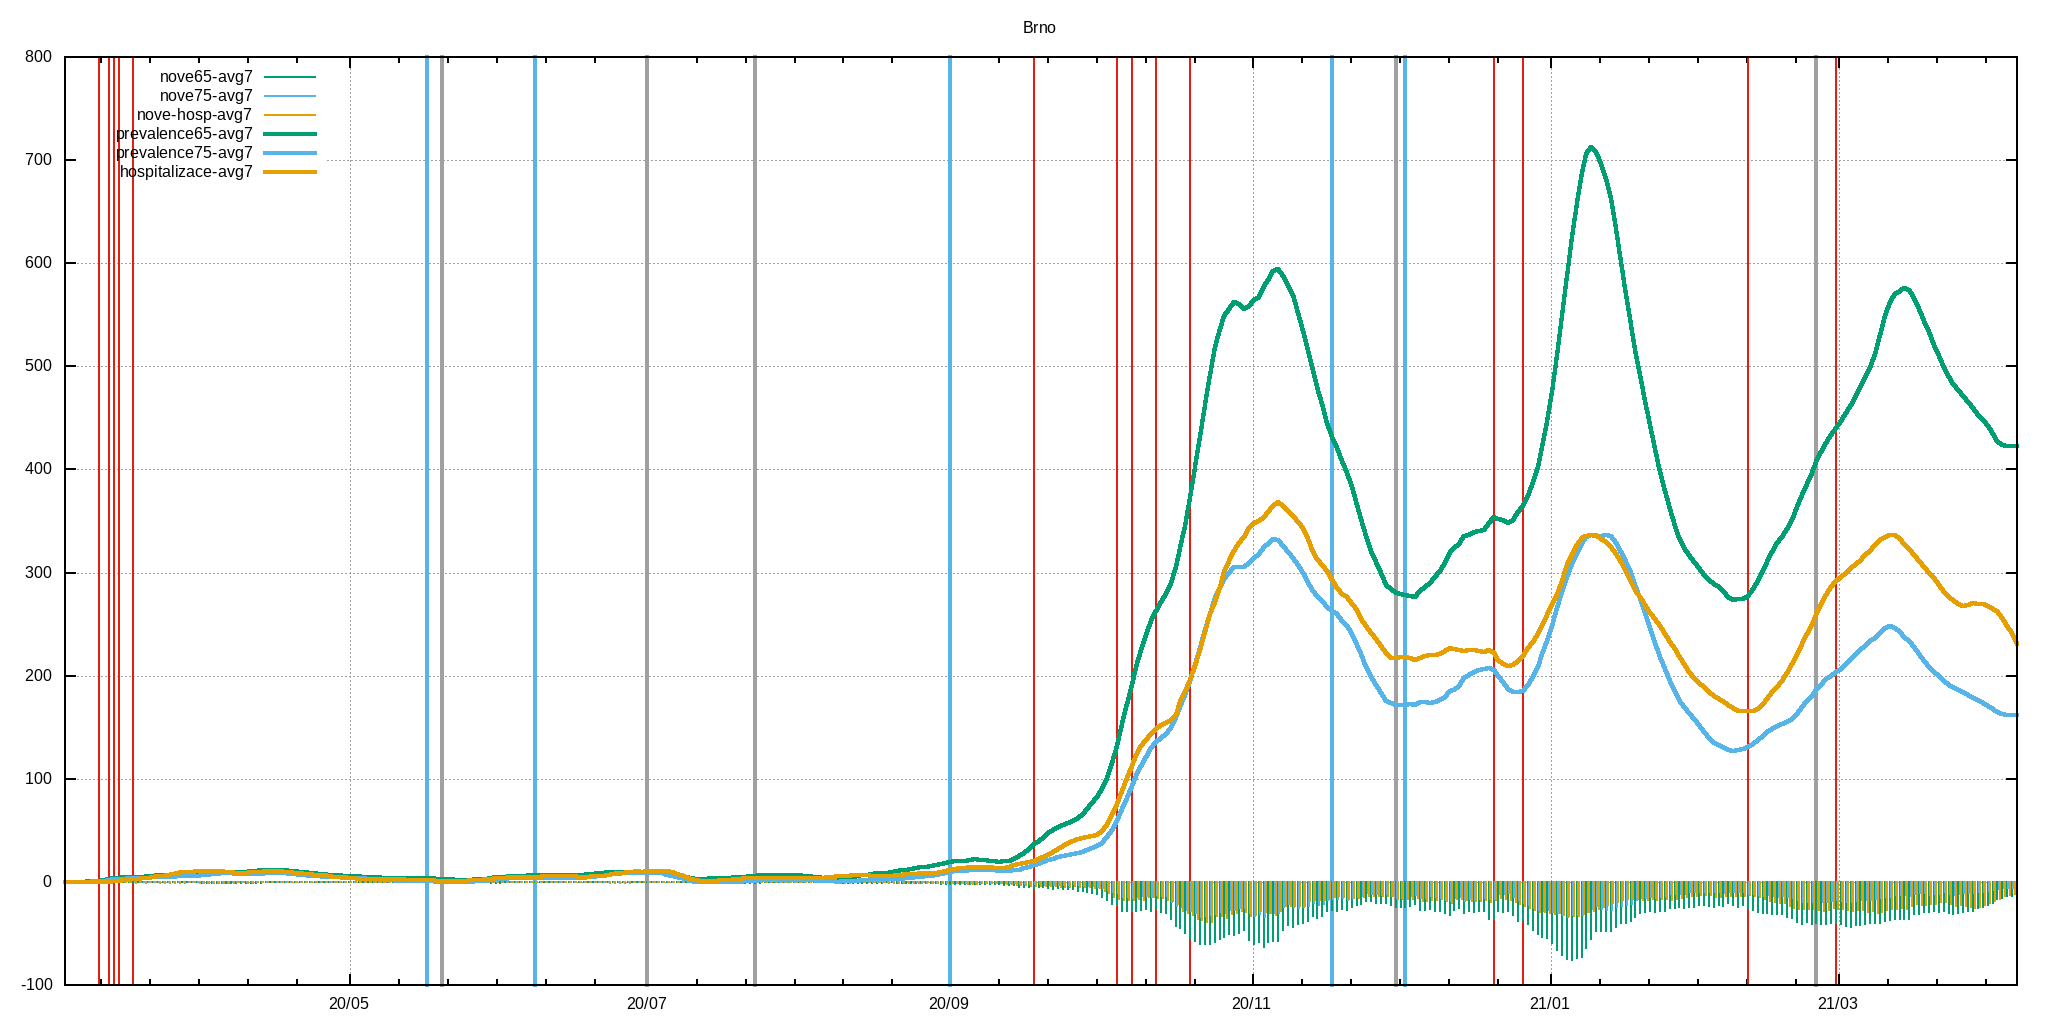 Brno
800
700
600
500
400
300
200
100
0
-100
nove65-avg7
nove75-avg7
nove-hosp-avg7
prevalence65-avg7
prevalence75-avg7
hospitalizace-avg7
20/05 20/07 20/09 20/11 21/01 21/03